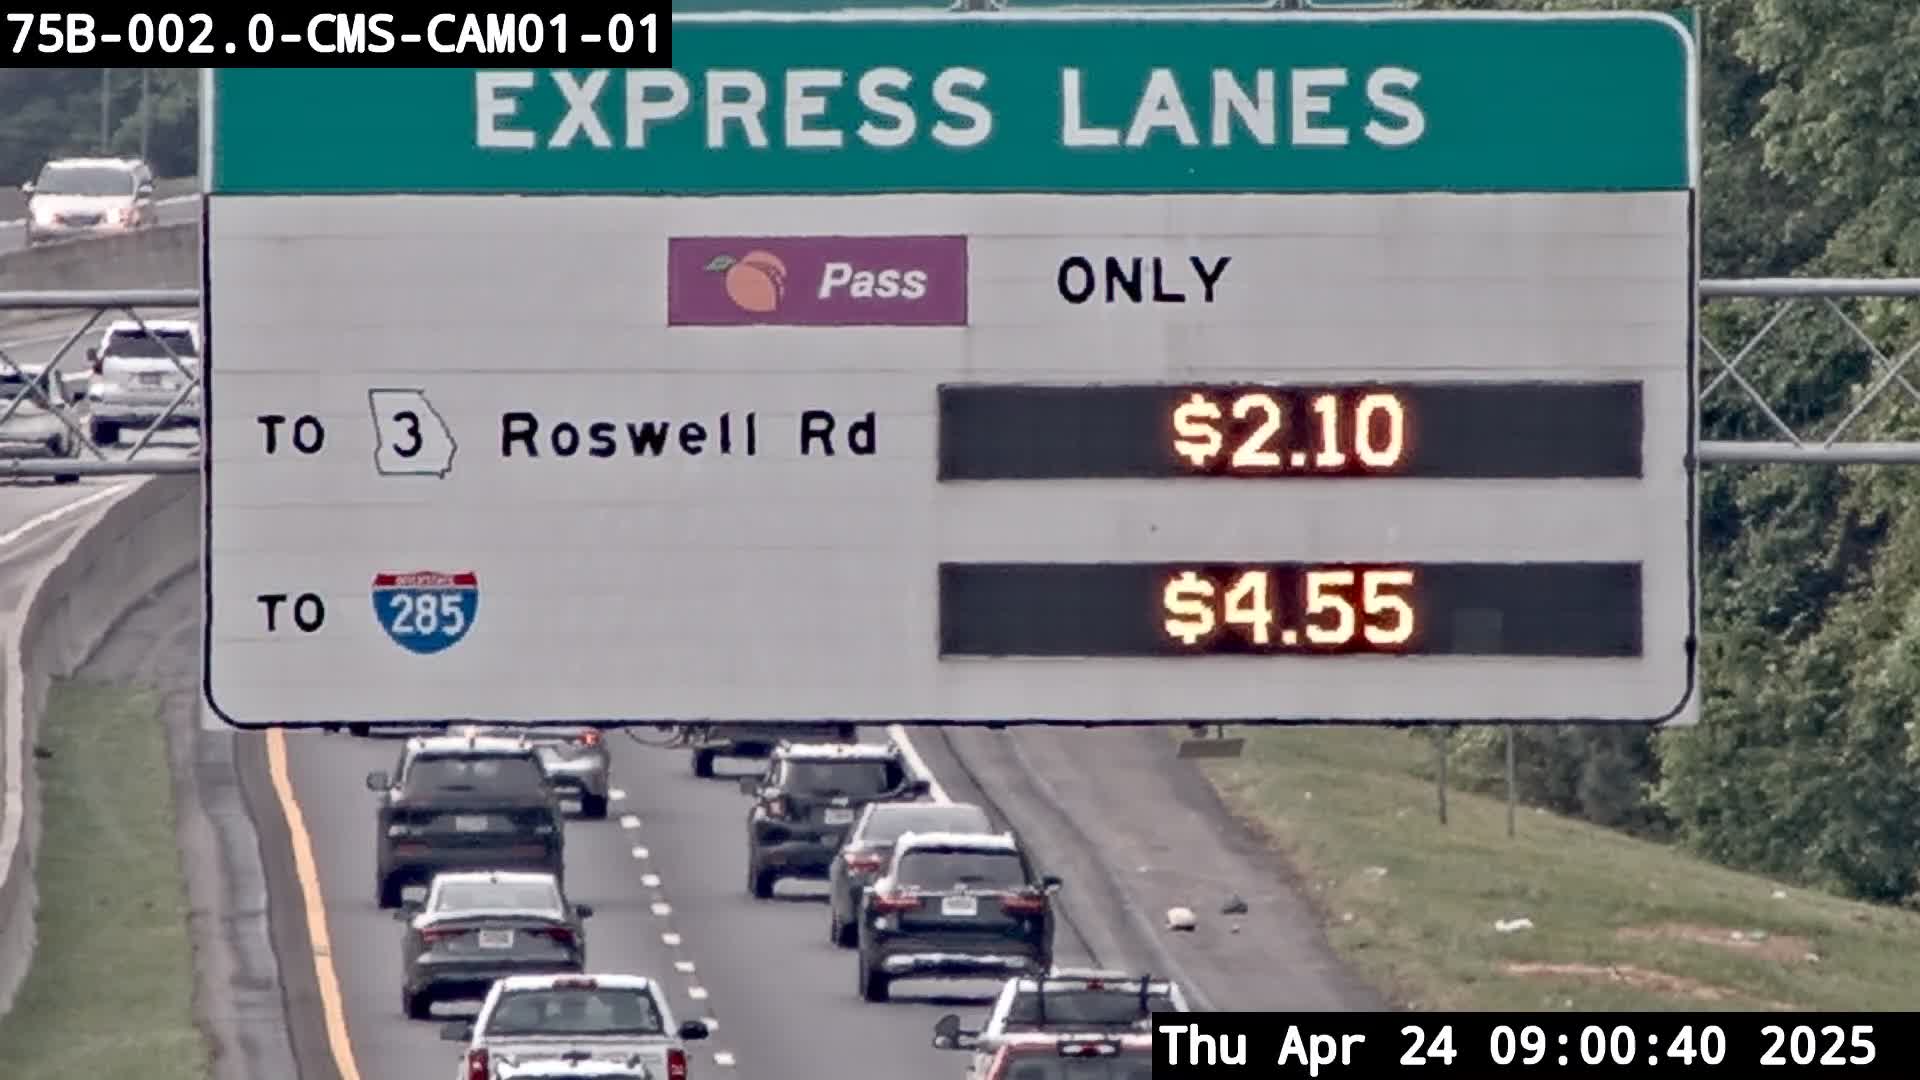 75B-002.0-CMS-CAM01-01
EXPRESS LANES
Pass ONLY
TO 3 Roswell Rd $2.10
INTERSTATE
TO 285 $4.55
Thu Apr 24 09:00:40 2025